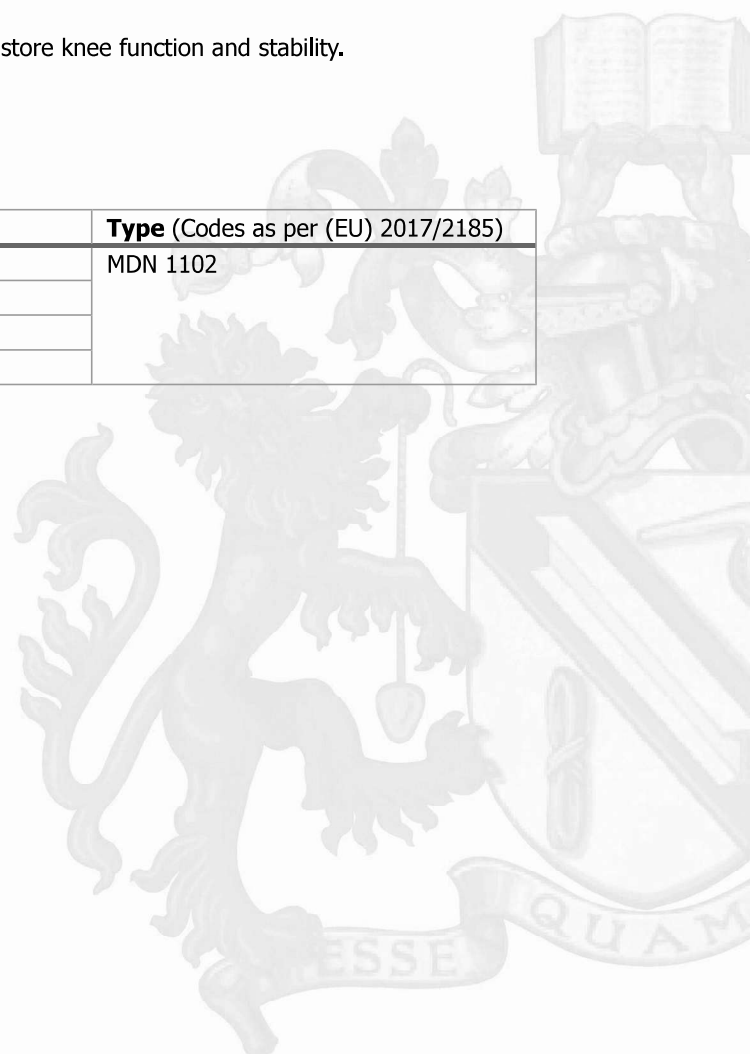 store knee function and stability.
Type (Codes as per (EU) 2017/2185)
MDN 1102
ESSE
QUAM